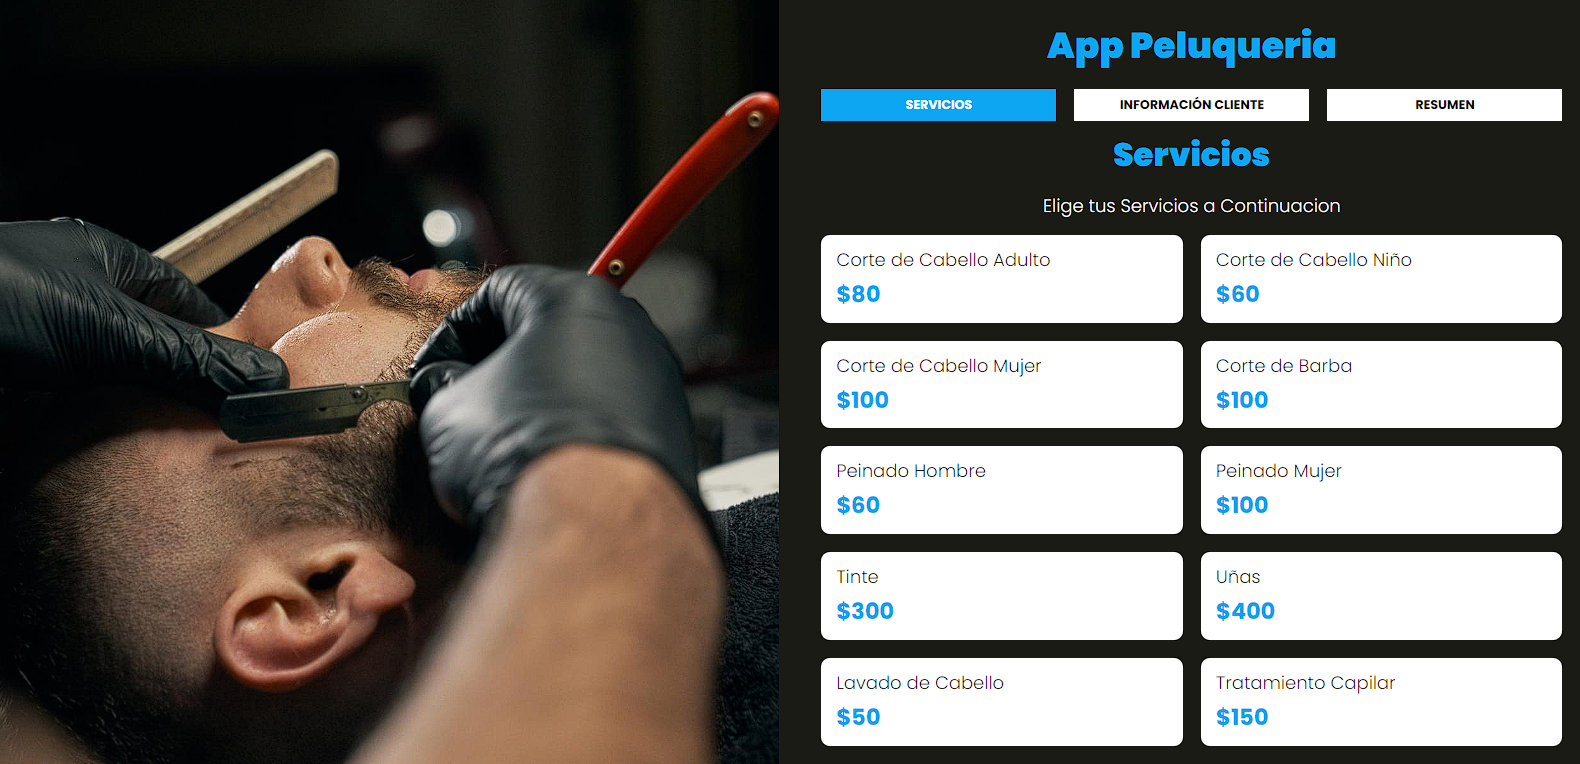 App Peluqueria
SERVICIOS
INFORMACIÓN CLIENTE
RESUMEN
Servicios
Elige tus Servicios a Continuacion
Corte de Cabello Adulto
$80
Corte de Cabello Niño
$60
Corte de Cabello Mujer
$100
Corte de Barba
$100
Peinado Hombre
$60
Peinado Mujer
$100
Tinte
$300
Uñas
$400
Lavado de Cabello
$50
Tratamiento Capilar
$150